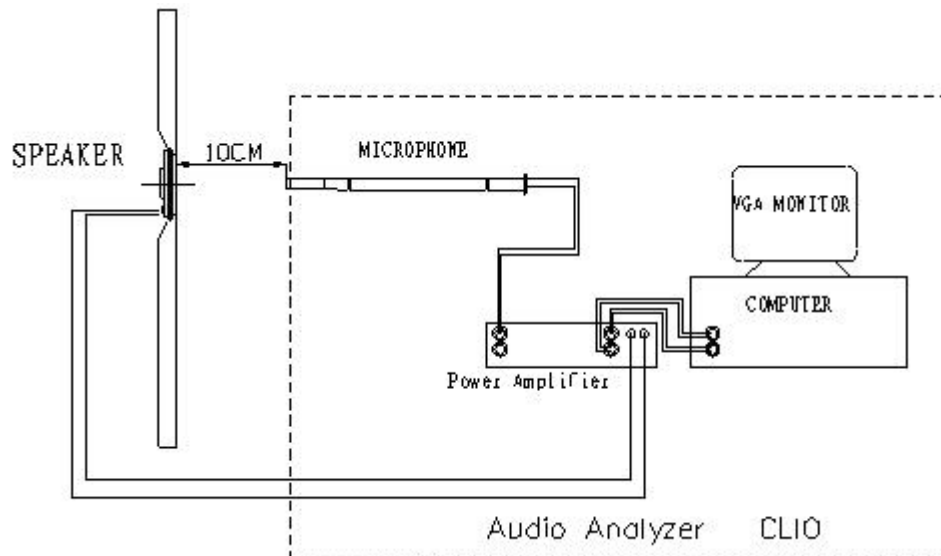 SPEAKER
10CM
MICROPHONE
VGA MONITOR
COMPUTER
Power Amplifier
Audio Analyzer CLIO